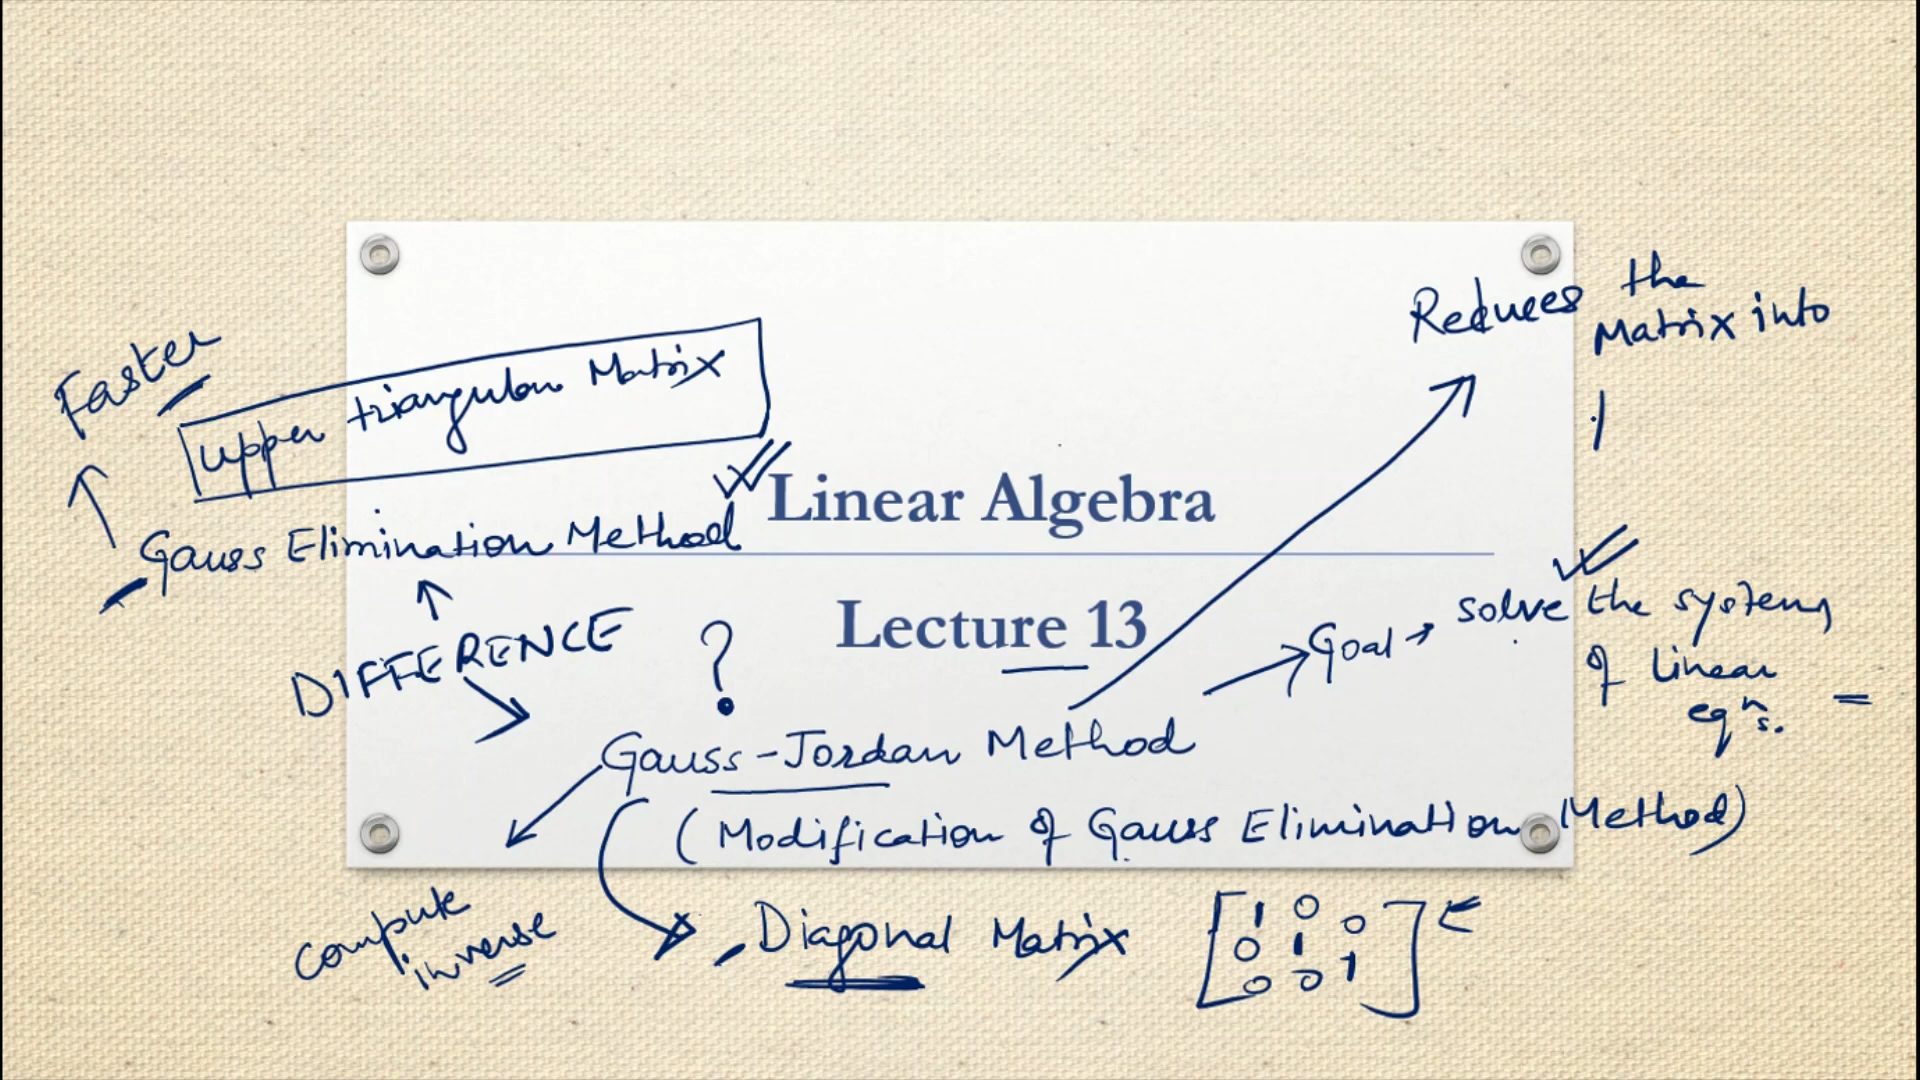 Faster
Upper triangular Matrix
Gauss Elimination Method
DIFFERENCE
?
Linear Algebra
Lecture 13
Reduces the
Matrix into
Goal → solve the systems
of linear
eqⁿs.
Gauss-Jordan Method
(Modification of Gauss Elimination Method)
compute
inverse
Diagonal Matrix
1 0 0
0 1 1
0 0